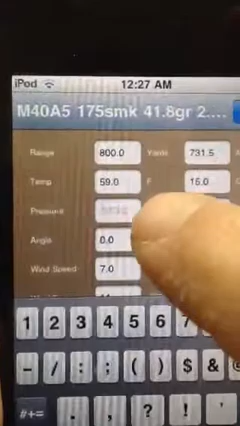 iPod 12:27 AM
M40A5 175smk 41.8gr 2....
Range 800.0 Yards 731.5
Temp 59.0 F 15.0
Pressure
Angle 0.0
Wind Speed 7.0
1 2 3 4 5 6 7
- / : ; ( ) $ & @
#+= . , ? ! '